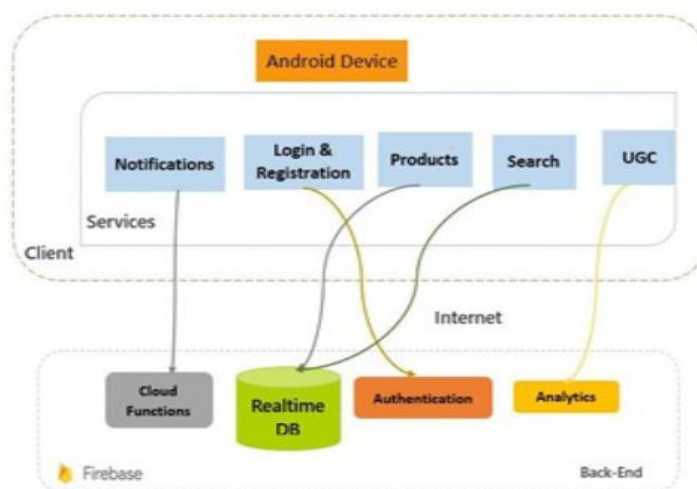 Android Device
Notifications
Login &
Registration
Products
Search
UGC
Services
Client
Internet
Cloud
Functions
Realtime
DB
Authentication
Analytics
Firebase
Back-End